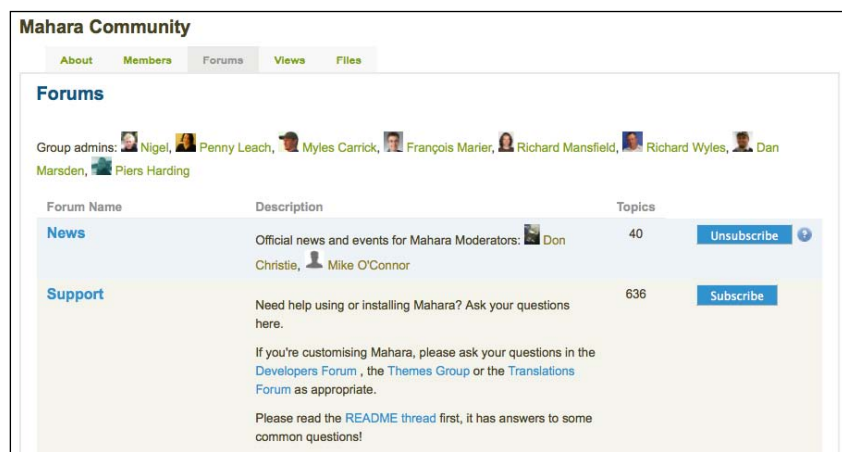 Mahara Community
About Members Forums Views Files
Forums
Group admins: Nigel, Penny Leach, Myles Carrick, François Marier, Richard Mansfield, Richard Wyles, Dan
Marsden, Piers Harding
Forum Name Description Topics
News Official news and events for Mahara Moderators: Don 40 Unsubscribe ?
Christie, Mike O'Connor
Support Need help using or installing Mahara? Ask your questions 636 Subscribe
here.
If you're customising Mahara, please ask your questions in the
Developers Forum , the Themes Group or the Translations
Forum as appropriate.
Please read the README thread first, it has answers to some
common questions!